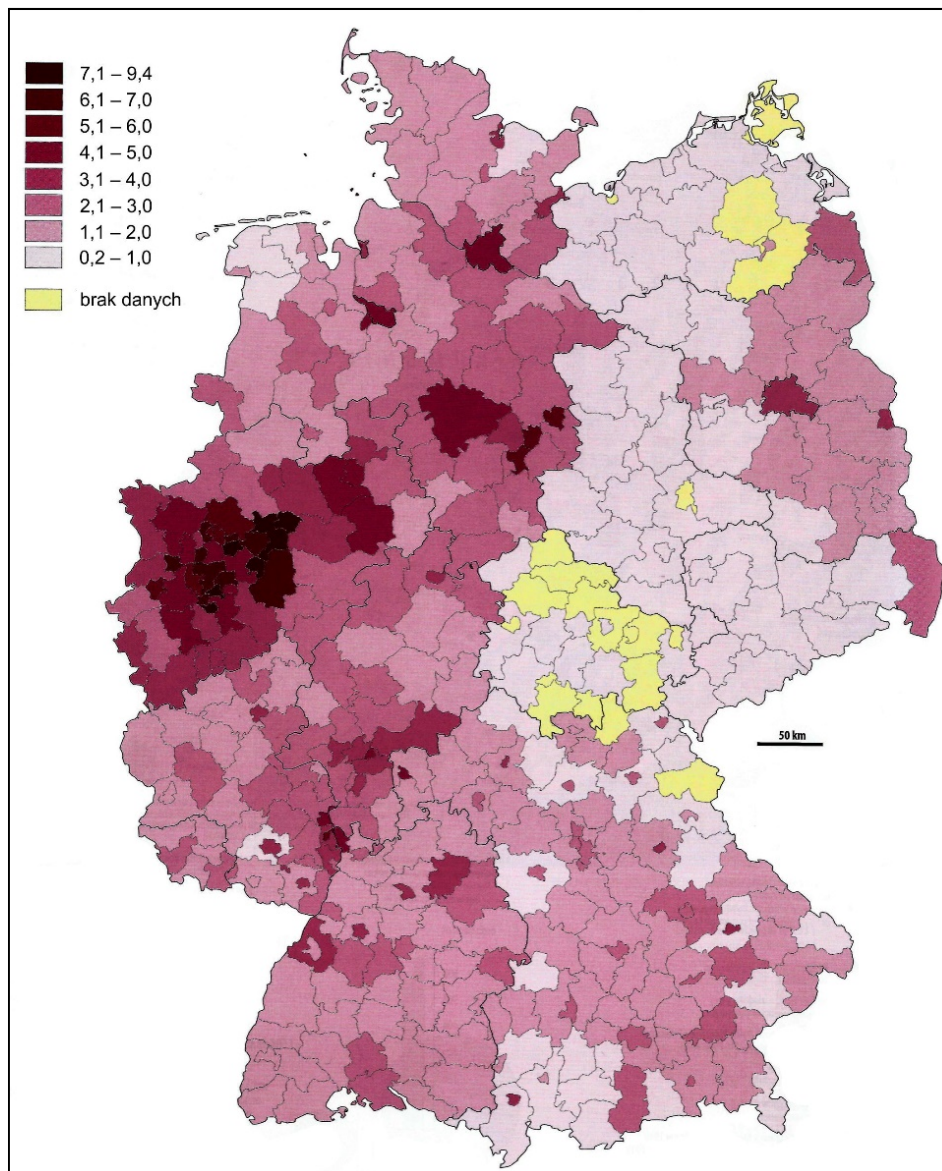 7,1 – 9,4
6,1 – 7,0
5,1 – 6,0
4,1 – 5,0
3,1 – 4,0
2,1 – 3,0
1,1 – 2,0
0,2 – 1,0
brak danych
50 km